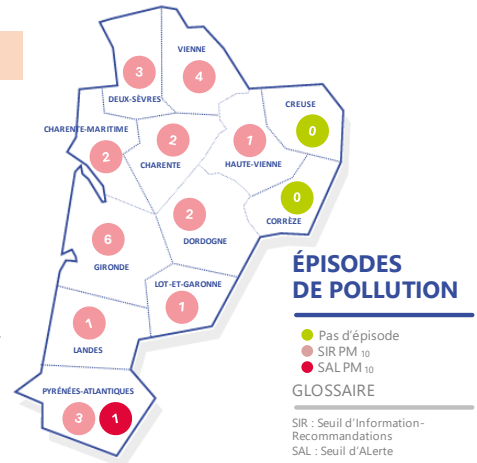 VIENNE
3
4
DEUX-SÈVRES
CREUSE
CHARENTE-MARITIME
0
2
1
2
CHARENTE
HAUTE-VIENNE
0
2
CORRÈZE
6
DORDOGNE
GIRONDE
LOT-ET-GARONNE
1
1
LANDES
PYRÉNÉES-ATLANTIQUES
3
1
ÉPISODES
DE POLLUTION
Pas d'épisode
SIR PM 10
SAL PM 10
GLOSSAIRE
SIR : Seuil d'Information-
Recommandations
SAL : Seuil d'ALerte